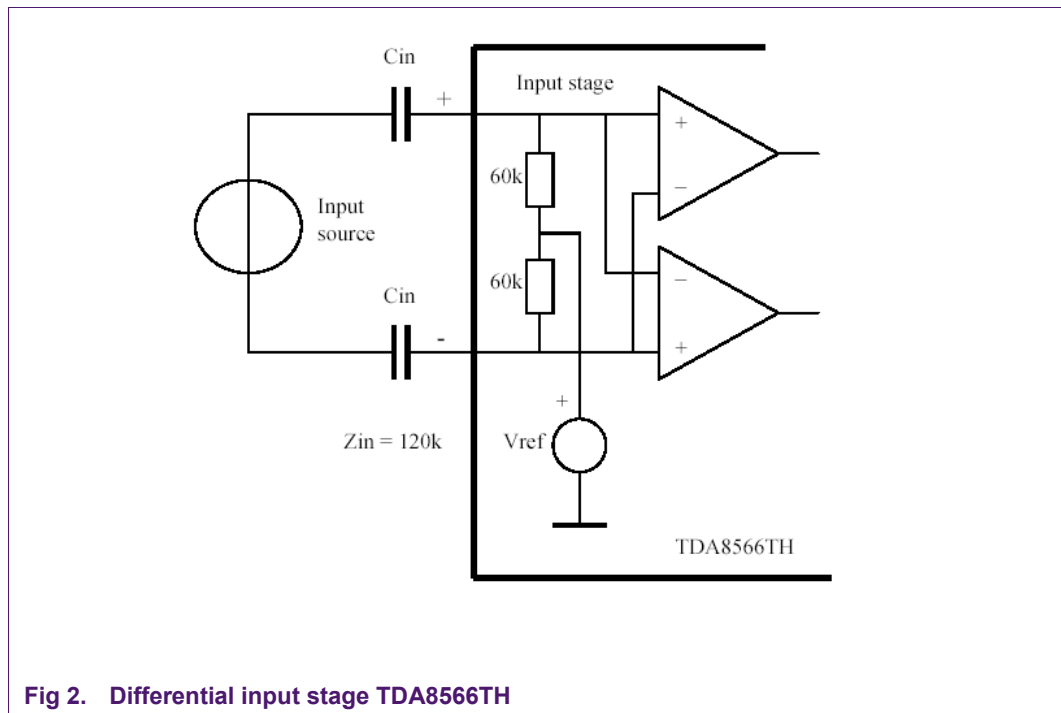 Cin
+
Input stage
+
60k
−
Input
source
60k
−
Cin
-
+
+
Zin = 120k
Vref
TDA8566TH
Fig 2. Differential input stage TDA8566TH